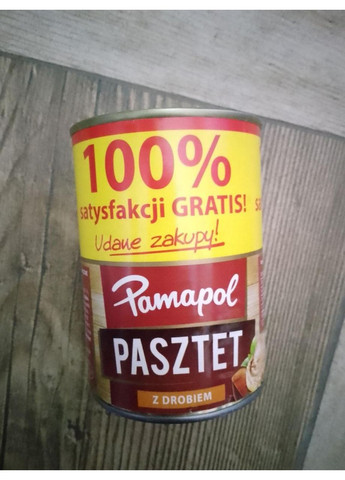 100%
satysfakcji GRATIS!
Udane zakupy!
Pamapol
PASZTET
Z DROBIEM